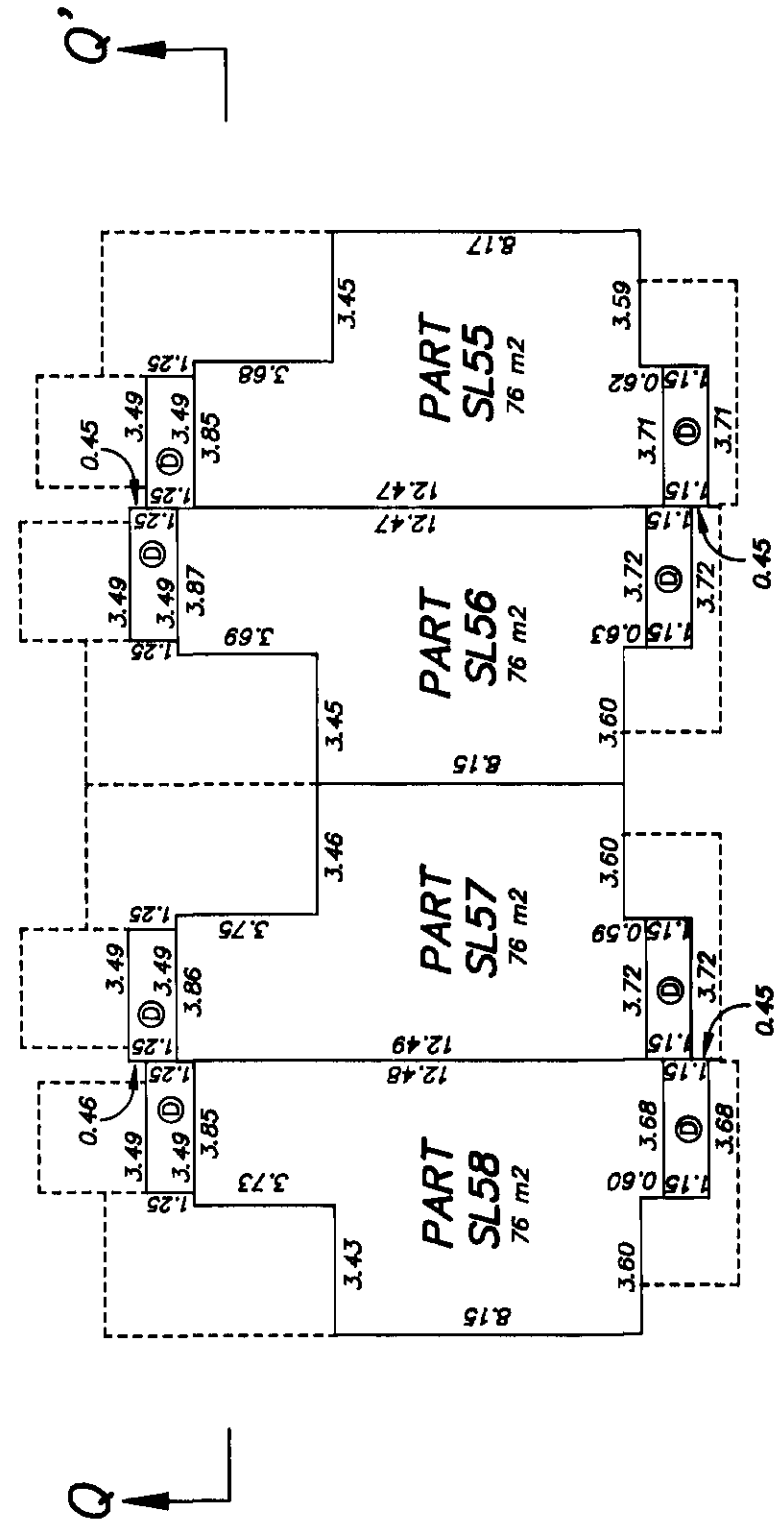 Q
Q'
0.46
3.49
1.25
1.25
D
3.49
3.85
3.73
3.43
8.15
PART
SL58
76 m2
12.48
3.60
0.60
3.68
1.15
1.15
D
3.68
3.49
1.25
1.25
D
3.49
3.86
3.75
3.46
PART
SL57
76 m2
12.49
3.60
0.59
3.72
1.15
1.15
D
3.72
0.45
3.49
1.25
1.25
D
3.49
3.87
3.69
3.45
8.15
PART
SL56
76 m2
12.47
3.60
0.63
3.72
1.15
1.15
D
3.72
0.45
0.45
3.49
1.25
1.25
D
3.49
3.85
3.68
3.45
8.17
PART
SL55
76 m2
12.47
3.59
0.62
3.71
1.15
1.15
D
3.71